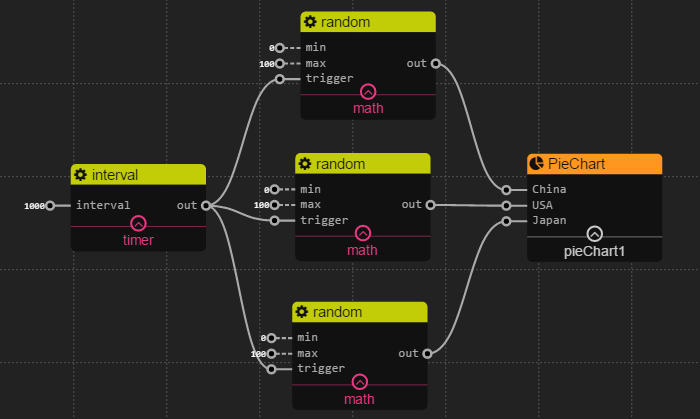 random
0 min
100 max out
trigger
math
interval
1000 interval out
timer
random
0 min
100 max out
trigger
math
PieChart
China
USA
Japan
pieChart1
random
0 min
100 max out
trigger
math